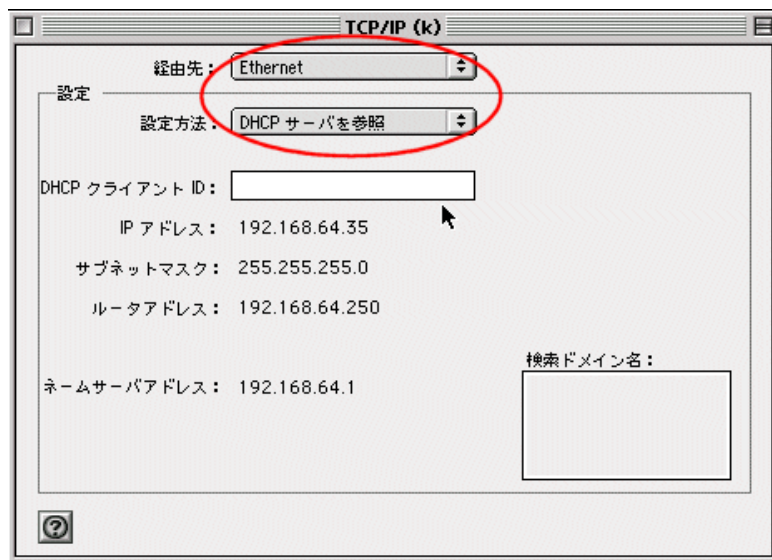 TCP/IP (k)
経由先： Ethernet
設定
設定方法： DHCP サーバを参照
DHCP クライアント ID：
IP アドレス： 192.168.64.35
サブネットマスク： 255.255.255.0
ルータアドレス： 192.168.64.250
検索ドメイン名：
ネームサーバアドレス： 192.168.64.1
?